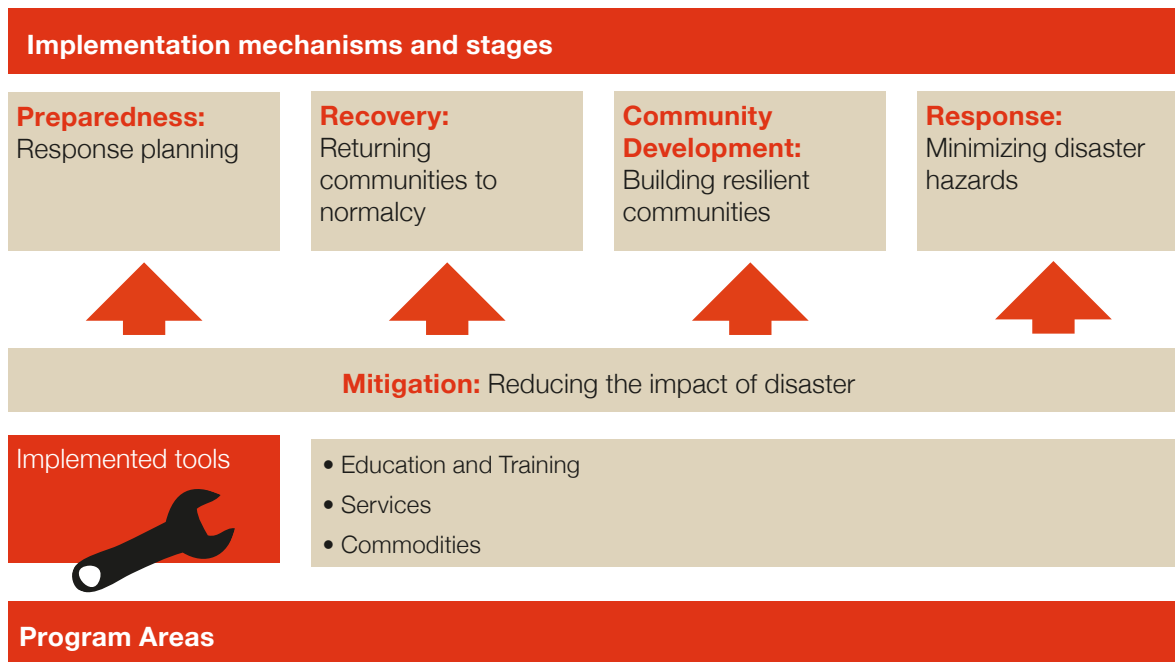 Implementation mechanisms and stages
Preparedness:
Response planning
Recovery:
Returning
communities to
normalcy
Community
Development:
Building resilient
communities
Response:
Minimizing disaster
hazards
Mitigation: Reducing the impact of disaster
Implemented tools
• Education and Training
• Services
• Commodities
Program Areas